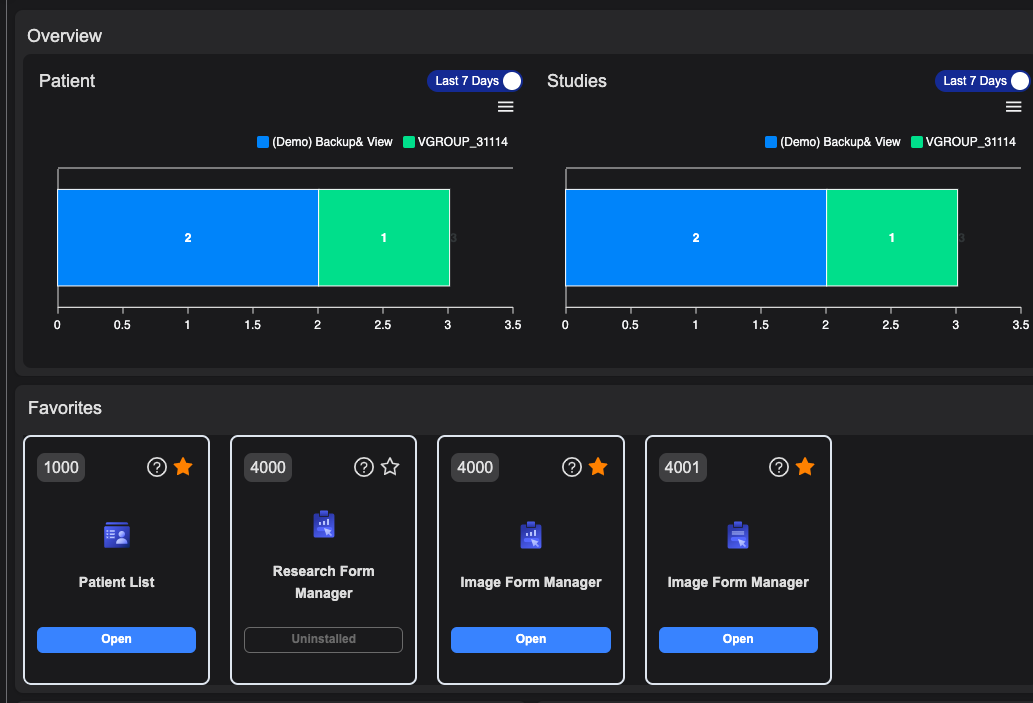 Overview
Patient
Last 7 Days
(Demo) Backup& View
VGROUP_31114
2
1
3
0 0.5 1 1.5 2 2.5 3 3.5
Studies
Last 7 Days
(Demo) Backup& View
VGROUP_31114
2
1
3
0 0.5 1 1.5 2 2.5 3 3.5
Favorites
1000
?
Patient List
Open
4000
?
Research Form
Manager
Uninstalled
4000
?
Image Form Manager
Open
4001
?
Image Form Manager
Open